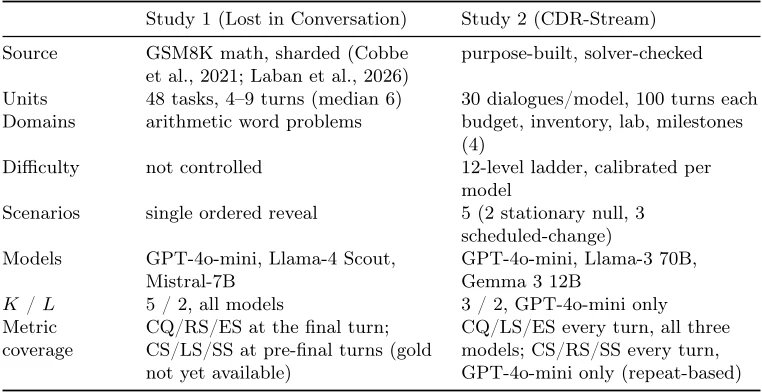 Study 1 (Lost in Conversation) Study 2 (CDR-Stream)
Source GSM8K math, sharded (Cobbe purpose-built, solver-checked
et al., 2021; Laban et al., 2026)
Units 48 tasks, 4–9 turns (median 6) 30 dialogues/model, 100 turns each
Domains arithmetic word problems budget, inventory, lab, milestones
(4)
Difficulty not controlled 12-level ladder, calibrated per
model
Scenarios single ordered reveal 5 (2 stationary null, 3
scheduled-change)
Models GPT-4o-mini, Llama-4 Scout, GPT-4o-mini, Llama-3 70B,
Mistral-7B Gemma 3 12B
K / L 5 / 2, all models 3 / 2, GPT-4o-mini only
Metric CQ/RS/ES at the final turn; CQ/LS/ES every turn, all three
coverage CS/LS/SS at pre-final turns (gold models; CS/RS/SS every turn,
not yet available) GPT-4o-mini only (repeat-based)